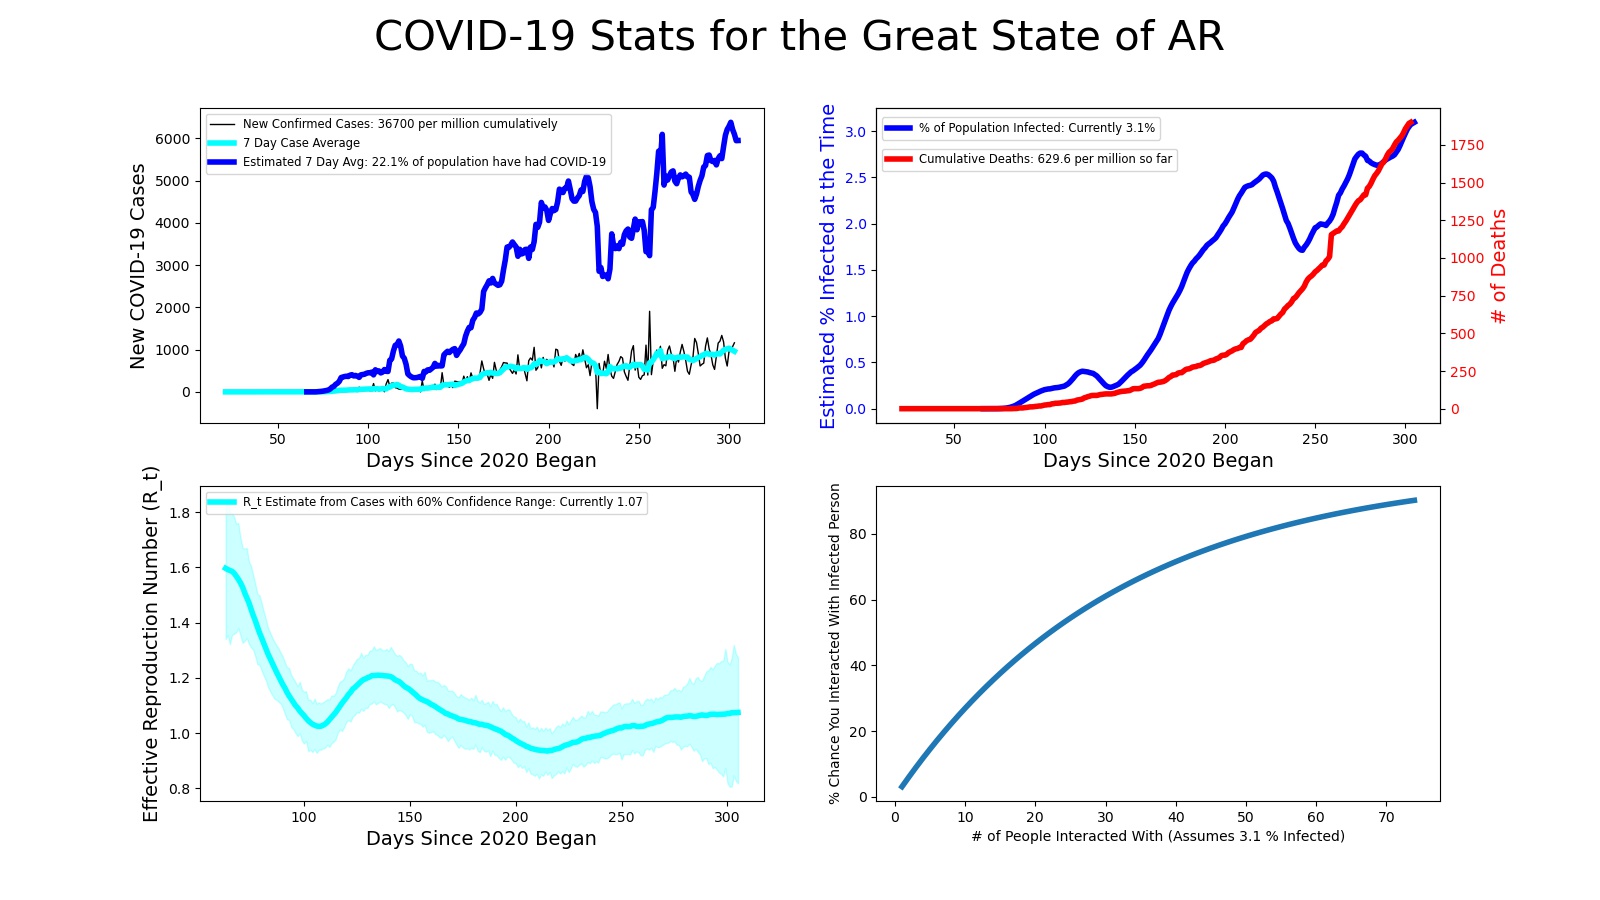 COVID-19 Stats for the Great State of AR
New COVID-19 Cases
6000
5000
4000
3000
2000
1000
0
New Confirmed Cases: 36700 per million cumulatively
7 Day Case Average
Estimated 7 Day Avg: 22.1% of population have had COVID-19
50 100 150 200 250 300
Days Since 2020 Began
Estimated % Infected at the Time
3.0
2.5
2.0
1.5
1.0
0.5
0.0
% of Population Infected: Currently 3.1%
Cumulative Deaths: 629.6 per million so far
1750
1500
1250
1000
750
500
250
0
# of Deaths
50 100 150 200 250 300
Days Since 2020 Began
Effective Reproduction Number (R_t)
1.8
1.6
1.4
1.2
1.0
0.8
R_t Estimate from Cases with 60% Confidence Range: Currently 1.07
100 150 200 250 300
Days Since 2020 Began
% Chance You Interacted With Infected Person
80
60
40
20
0
0 10 20 30 40 50 60 70
# of People Interacted With (Assumes 3.1 % Infected)